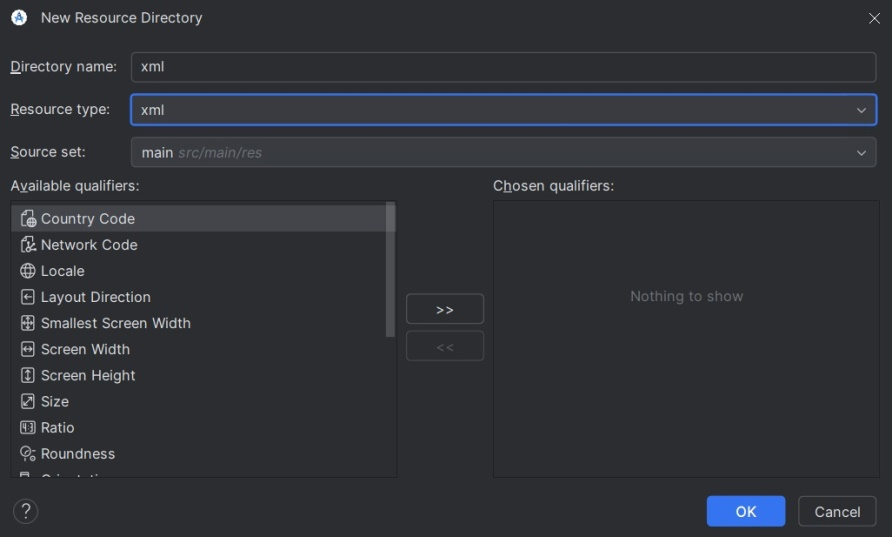 New Resource Directory
Directory name: xml
Resource type: xml
Source set: main src/main/res
Available qualifiers: Chosen qualifiers:
Country Code
Network Code
Locale
Layout Direction
Smallest Screen Width
Screen Width
Screen Height
Size
Ratio
Roundness
>>
<<
Nothing to show
?
OK Cancel